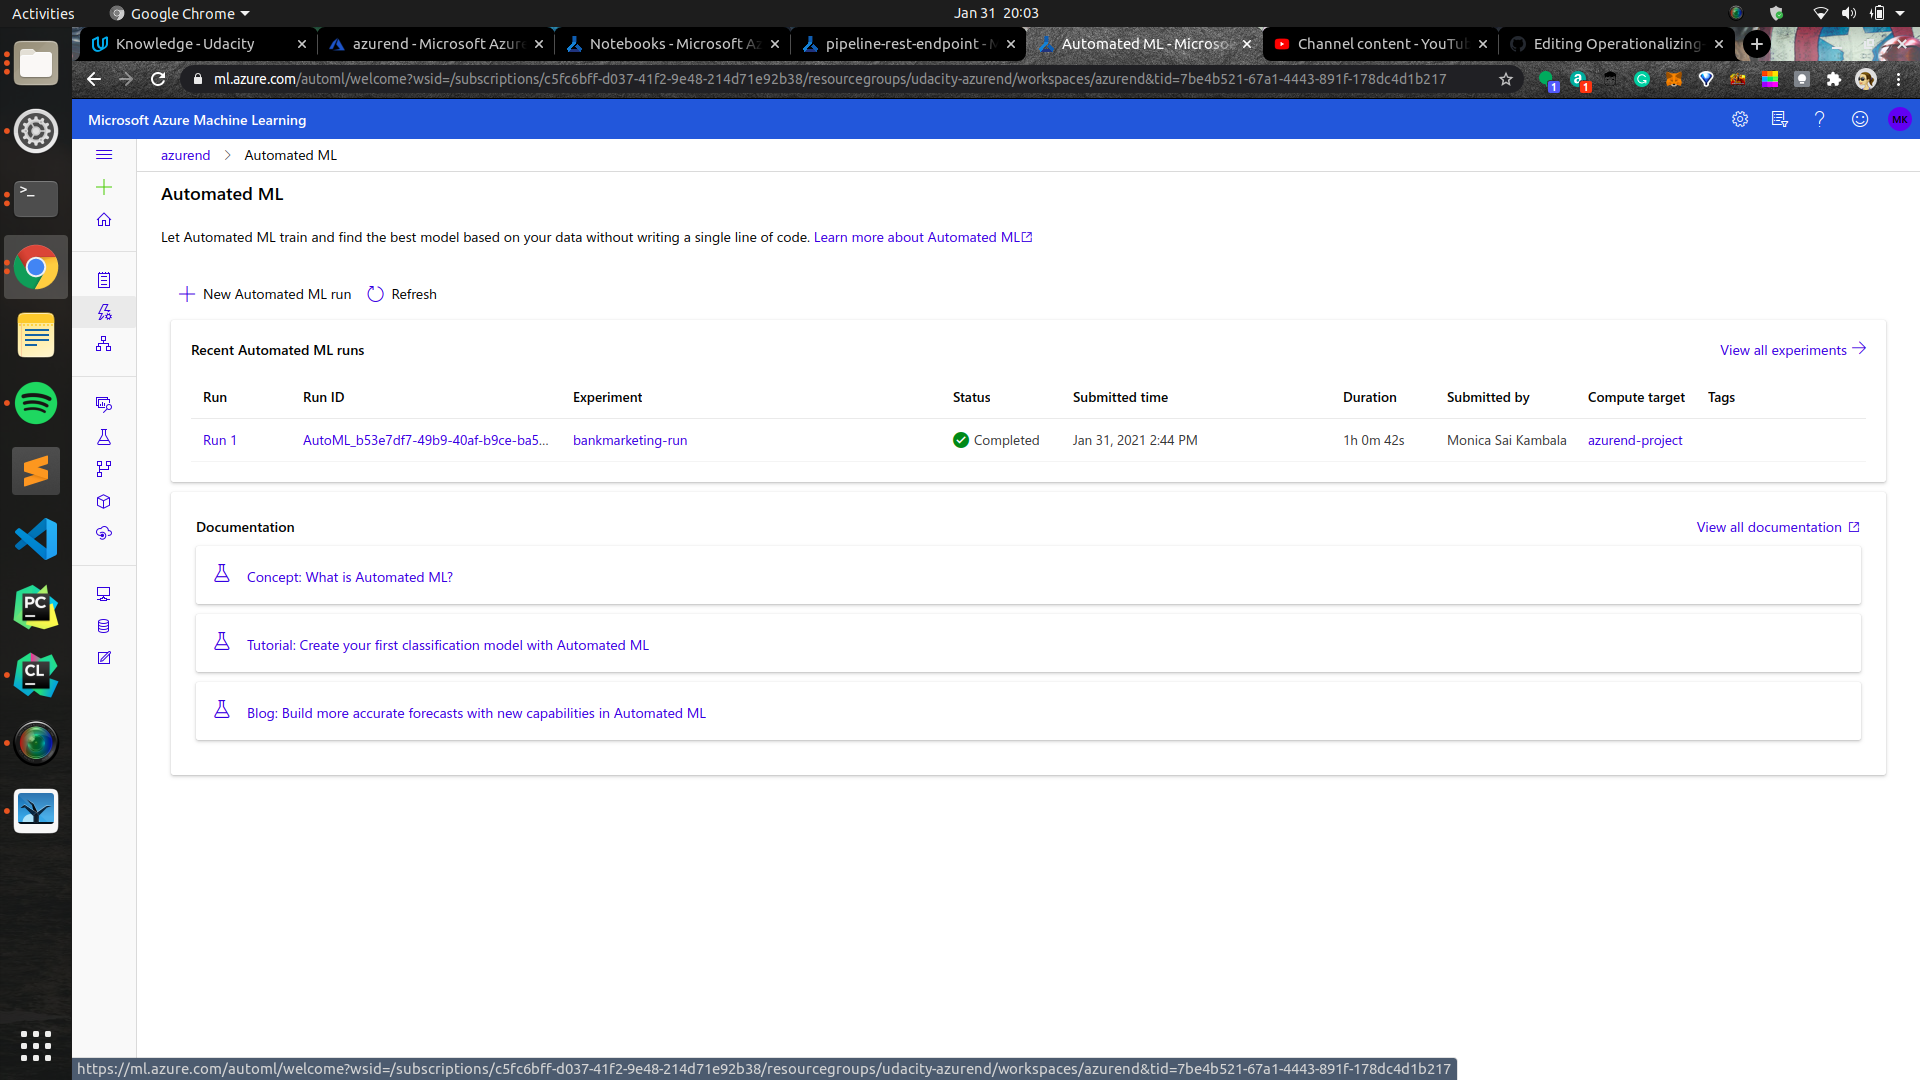 Activities
Google Chrome
Jan 31 20:03
Knowledge - Udacity
azurend - Microsoft Azure
Notebooks - Microsoft Az
pipeline-rest-endpoint - M
Automated ML - Microsof
Channel content - YouTub
Editing Operationalizing-
ml.azure.com/automl/welcome?wsid=/subscriptions/c5fc6bff-d037-41f2-9e48-214d71e92b38/resourcegroups/udacity-azurend/workspaces/azurend&tid=7be4b521-67a1-4443-891f-178dc4d1b217
1
1
Microsoft Azure Machine Learning
MK
azurend
Automated ML
Automated ML
Let Automated ML train and find the best model based on your data without writing a single line of code. Learn more about Automated ML
New Automated ML run
Refresh
Recent Automated ML runs
View all experiments
Run Run ID Experiment Status Submitted time Duration Submitted by Compute target Tags
Run 1 AutoML_b53e7df7-49b9-40af-b9ce-ba5... bankmarketing-run Completed Jan 31, 2021 2:44 PM 1h 0m 42s Monica Sai Kambala azurend-project
Documentation
View all documentation
Concept: What is Automated ML?
Tutorial: Create your first classification model with Automated ML
Blog: Build more accurate forecasts with new capabilities in Automated ML
PC
CL
https://ml.azure.com/automl/welcome?wsid=/subscriptions/c5fc6bff-d037-41f2-9e48-214d71e92b38/resourcegroups/udacity-azurend/workspaces/azurend&tid=7be4b521-67a1-4443-891f-178dc4d1b217